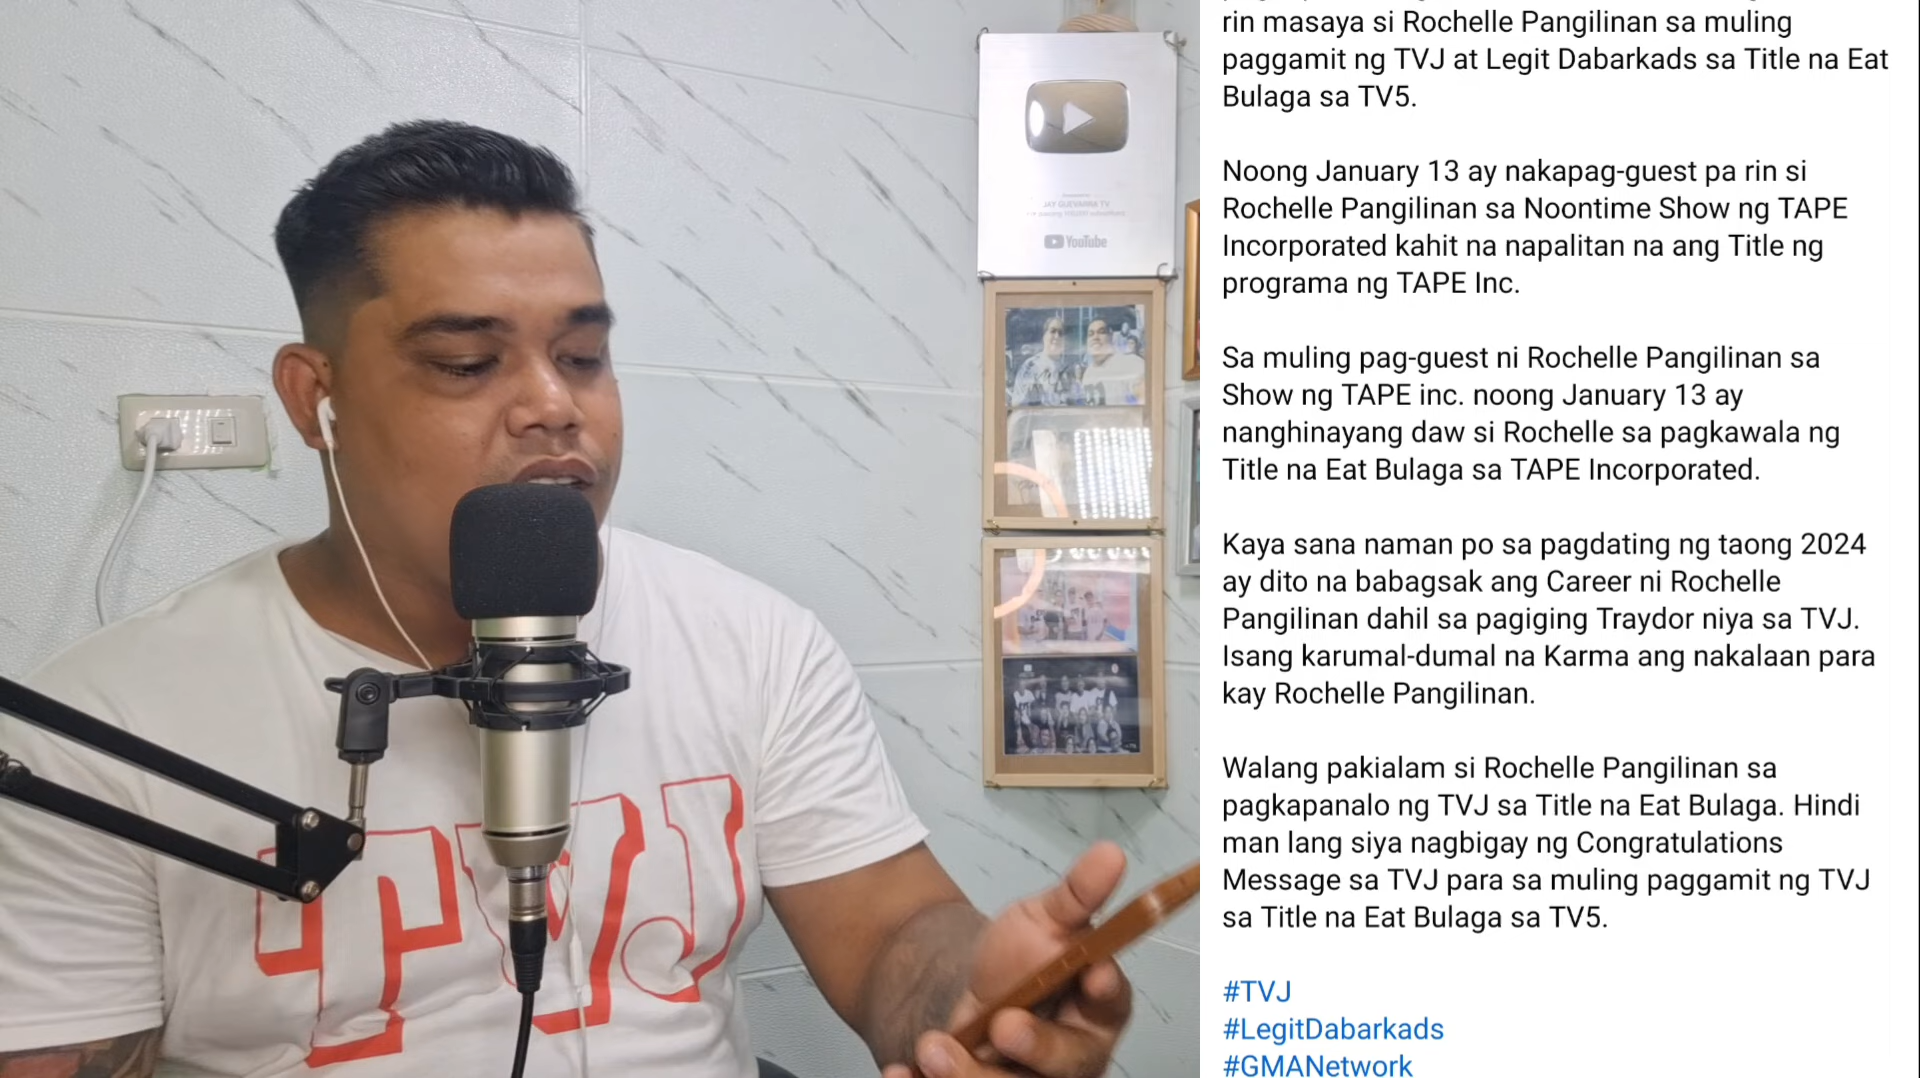 rin masaya si Rochelle Pangilinan sa muling
paggamit ng TVJ at Legit Dabarkads sa Title na Eat
Bulaga sa TV5.
Noong January 13 ay nakapag-guest pa rin si
Rochelle Pangilinan sa Noontime Show ng TAPE
Incorporated kahit na napalitan na ang Title ng
programa ng TAPE Inc.
Sa muling pag-guest ni Rochelle Pangilinan sa
Show ng TAPE inc. noong January 13 ay
nanghinayang daw si Rochelle sa pagkawala ng
Title na Eat Bulaga sa TAPE Incorporated.
Kaya sana naman po sa pagdating ng taong 2024
ay dito na babagsak ang Career ni Rochelle
Pangilinan dahil sa pagiging Traydor niya sa TVJ.
Isang karumal-dumal na Karma ang nakalaan para
kay Rochelle Pangilinan.
Walang pakialam si Rochelle Pangilinan sa
pagkapanalo ng TVJ sa Title na Eat Bulaga. Hindi
man lang siya nagbigay ng Congratulations
Message sa TVJ para sa muling paggamit ng TVJ
sa Title na Eat Bulaga sa TV5.
#TVJ
#LegitDabarkads
#GMANetwork
JAY GUEVARRA TV
YouTube
TVJ